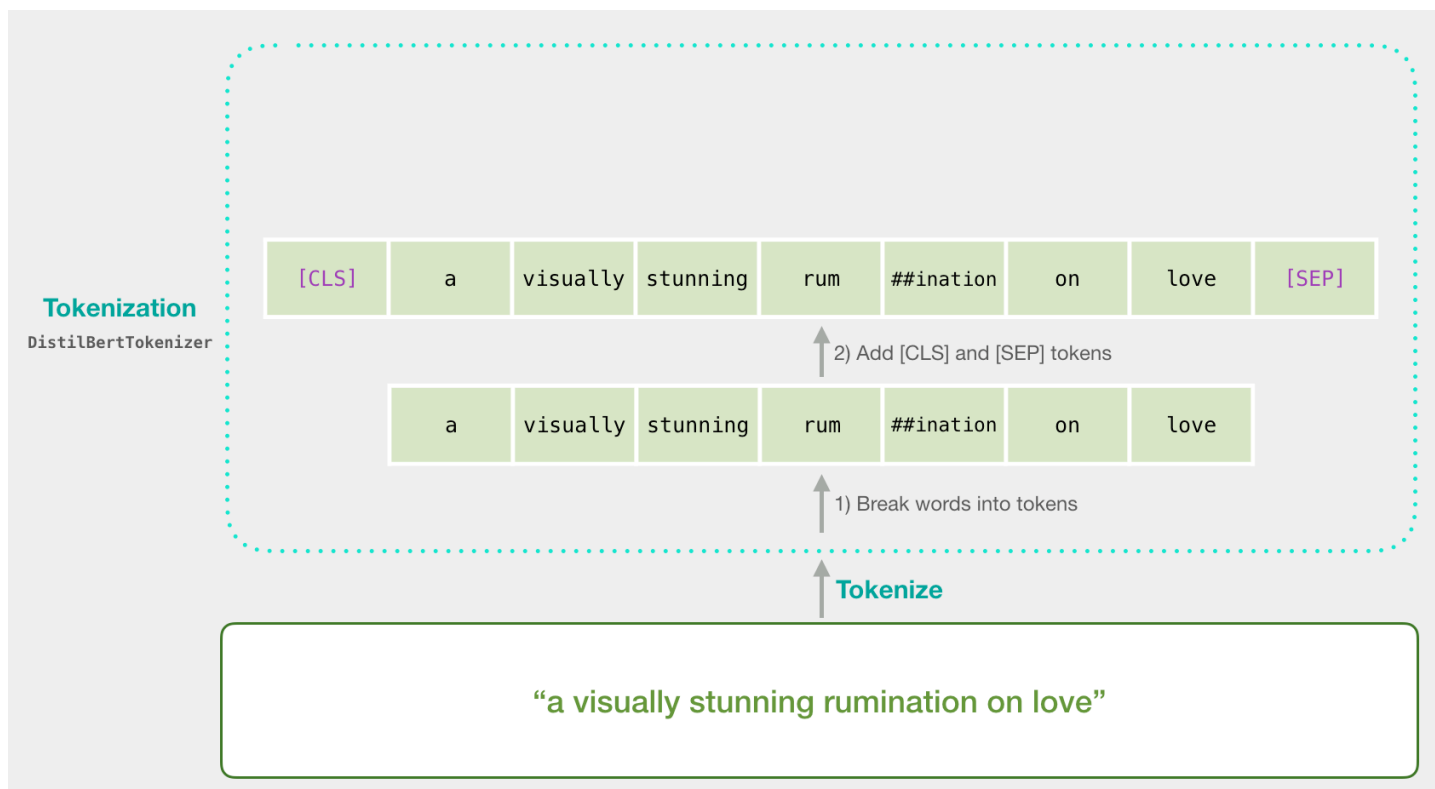 [CLS] a visually stunning rum ##ination on love [SEP]
Tokenization
DistilBertTokenizer
2) Add [CLS] and [SEP] tokens
a visually stunning rum ##ination on love
1) Break words into tokens
Tokenize
“a visually stunning rumination on love”